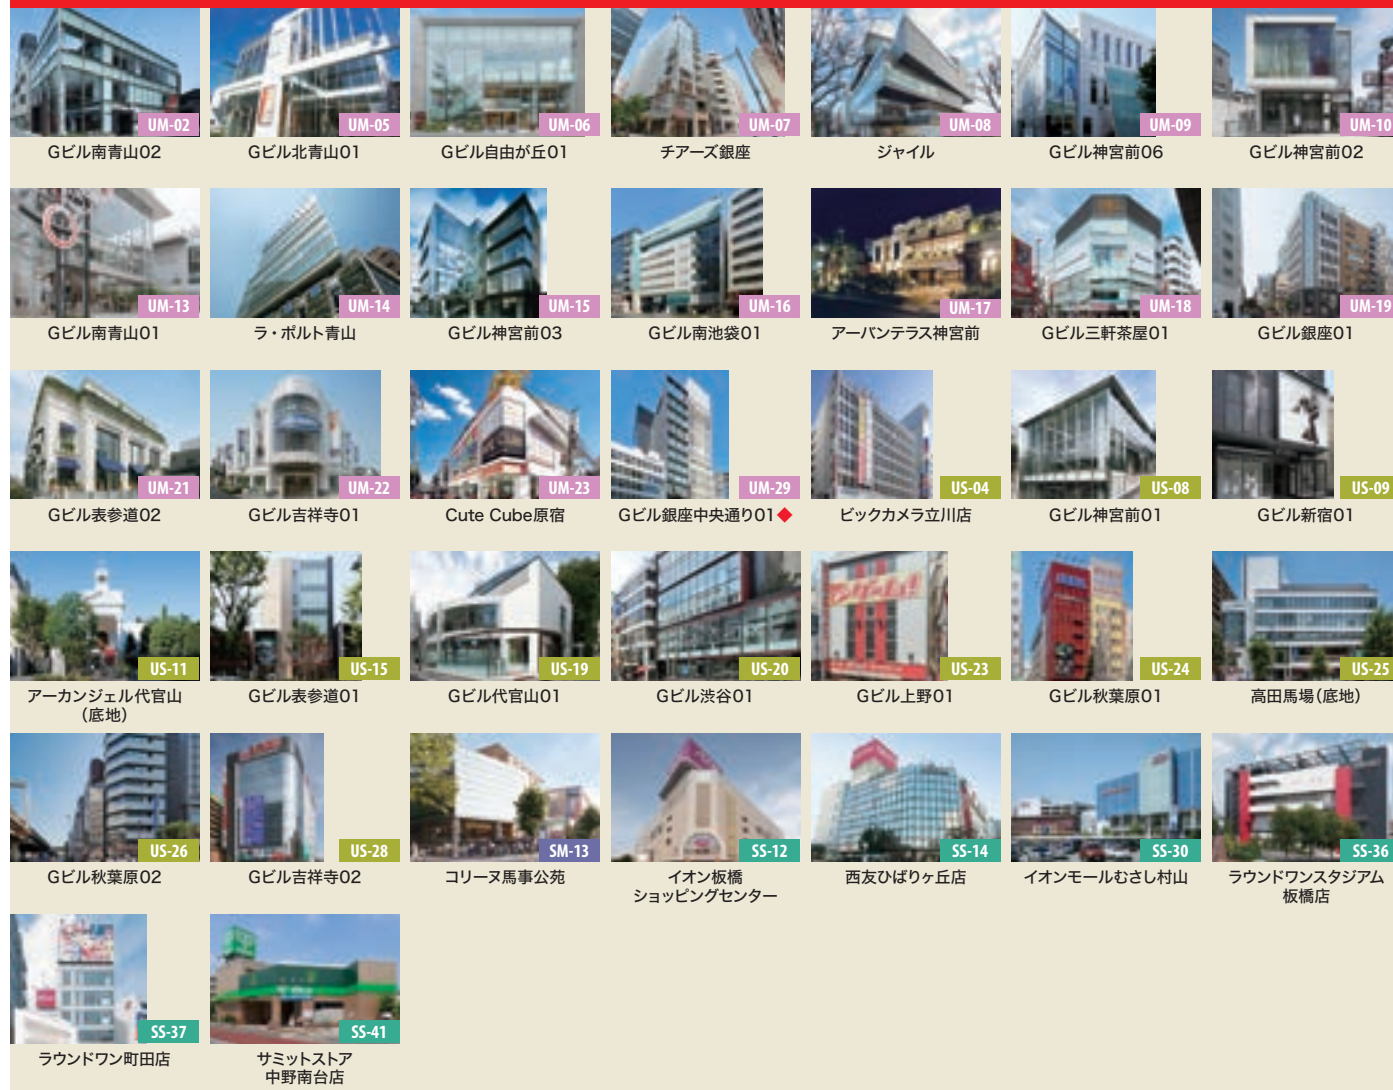 UM-02
Gビル南青山02
UM-05
Gビル北青山01
UM-06
Gビル自由が丘01
UM-07
チアーズ銀座
UM-08
ジャイル
UM-09
Gビル神宮前06
UM-10
Gビル神宮前02
UM-13
Gビル南青山01
UM-14
ラ・ポルト青山
UM-15
Gビル神宮前03
UM-16
Gビル南池袋01
UM-17
アーバンテラス神宮前
UM-18
Gビル三軒茶屋01
UM-19
Gビル銀座01
UM-21
Gビル表参道02
UM-22
Gビル吉祥寺01
UM-23
Cute Cube原宿
UM-29
Gビル銀座中央通り01◆
US-04
ビックカメラ立川店
US-08
Gビル神宮前01
US-09
Gビル新宿01
US-11
アーカンジェル代官山
（底地）
US-15
Gビル表参道01
US-19
Gビル代官山01
US-20
Gビル渋谷01
US-23
Gビル上野01
US-24
Gビル秋葉原01
US-25
高田馬場（底地）
US-26
Gビル秋葉原02
US-28
Gビル吉祥寺02
SM-13
コリーヌ馬事公苑
SS-12
イオン板橋
ショッピングセンター
SS-14
西友ひばりヶ丘店
SS-30
イオンモールむさし村山
SS-36
ラウンドワンスタジアム
板橋店
SS-37
ラウンドワン町田店
SS-41
サミットストア
中野南台店